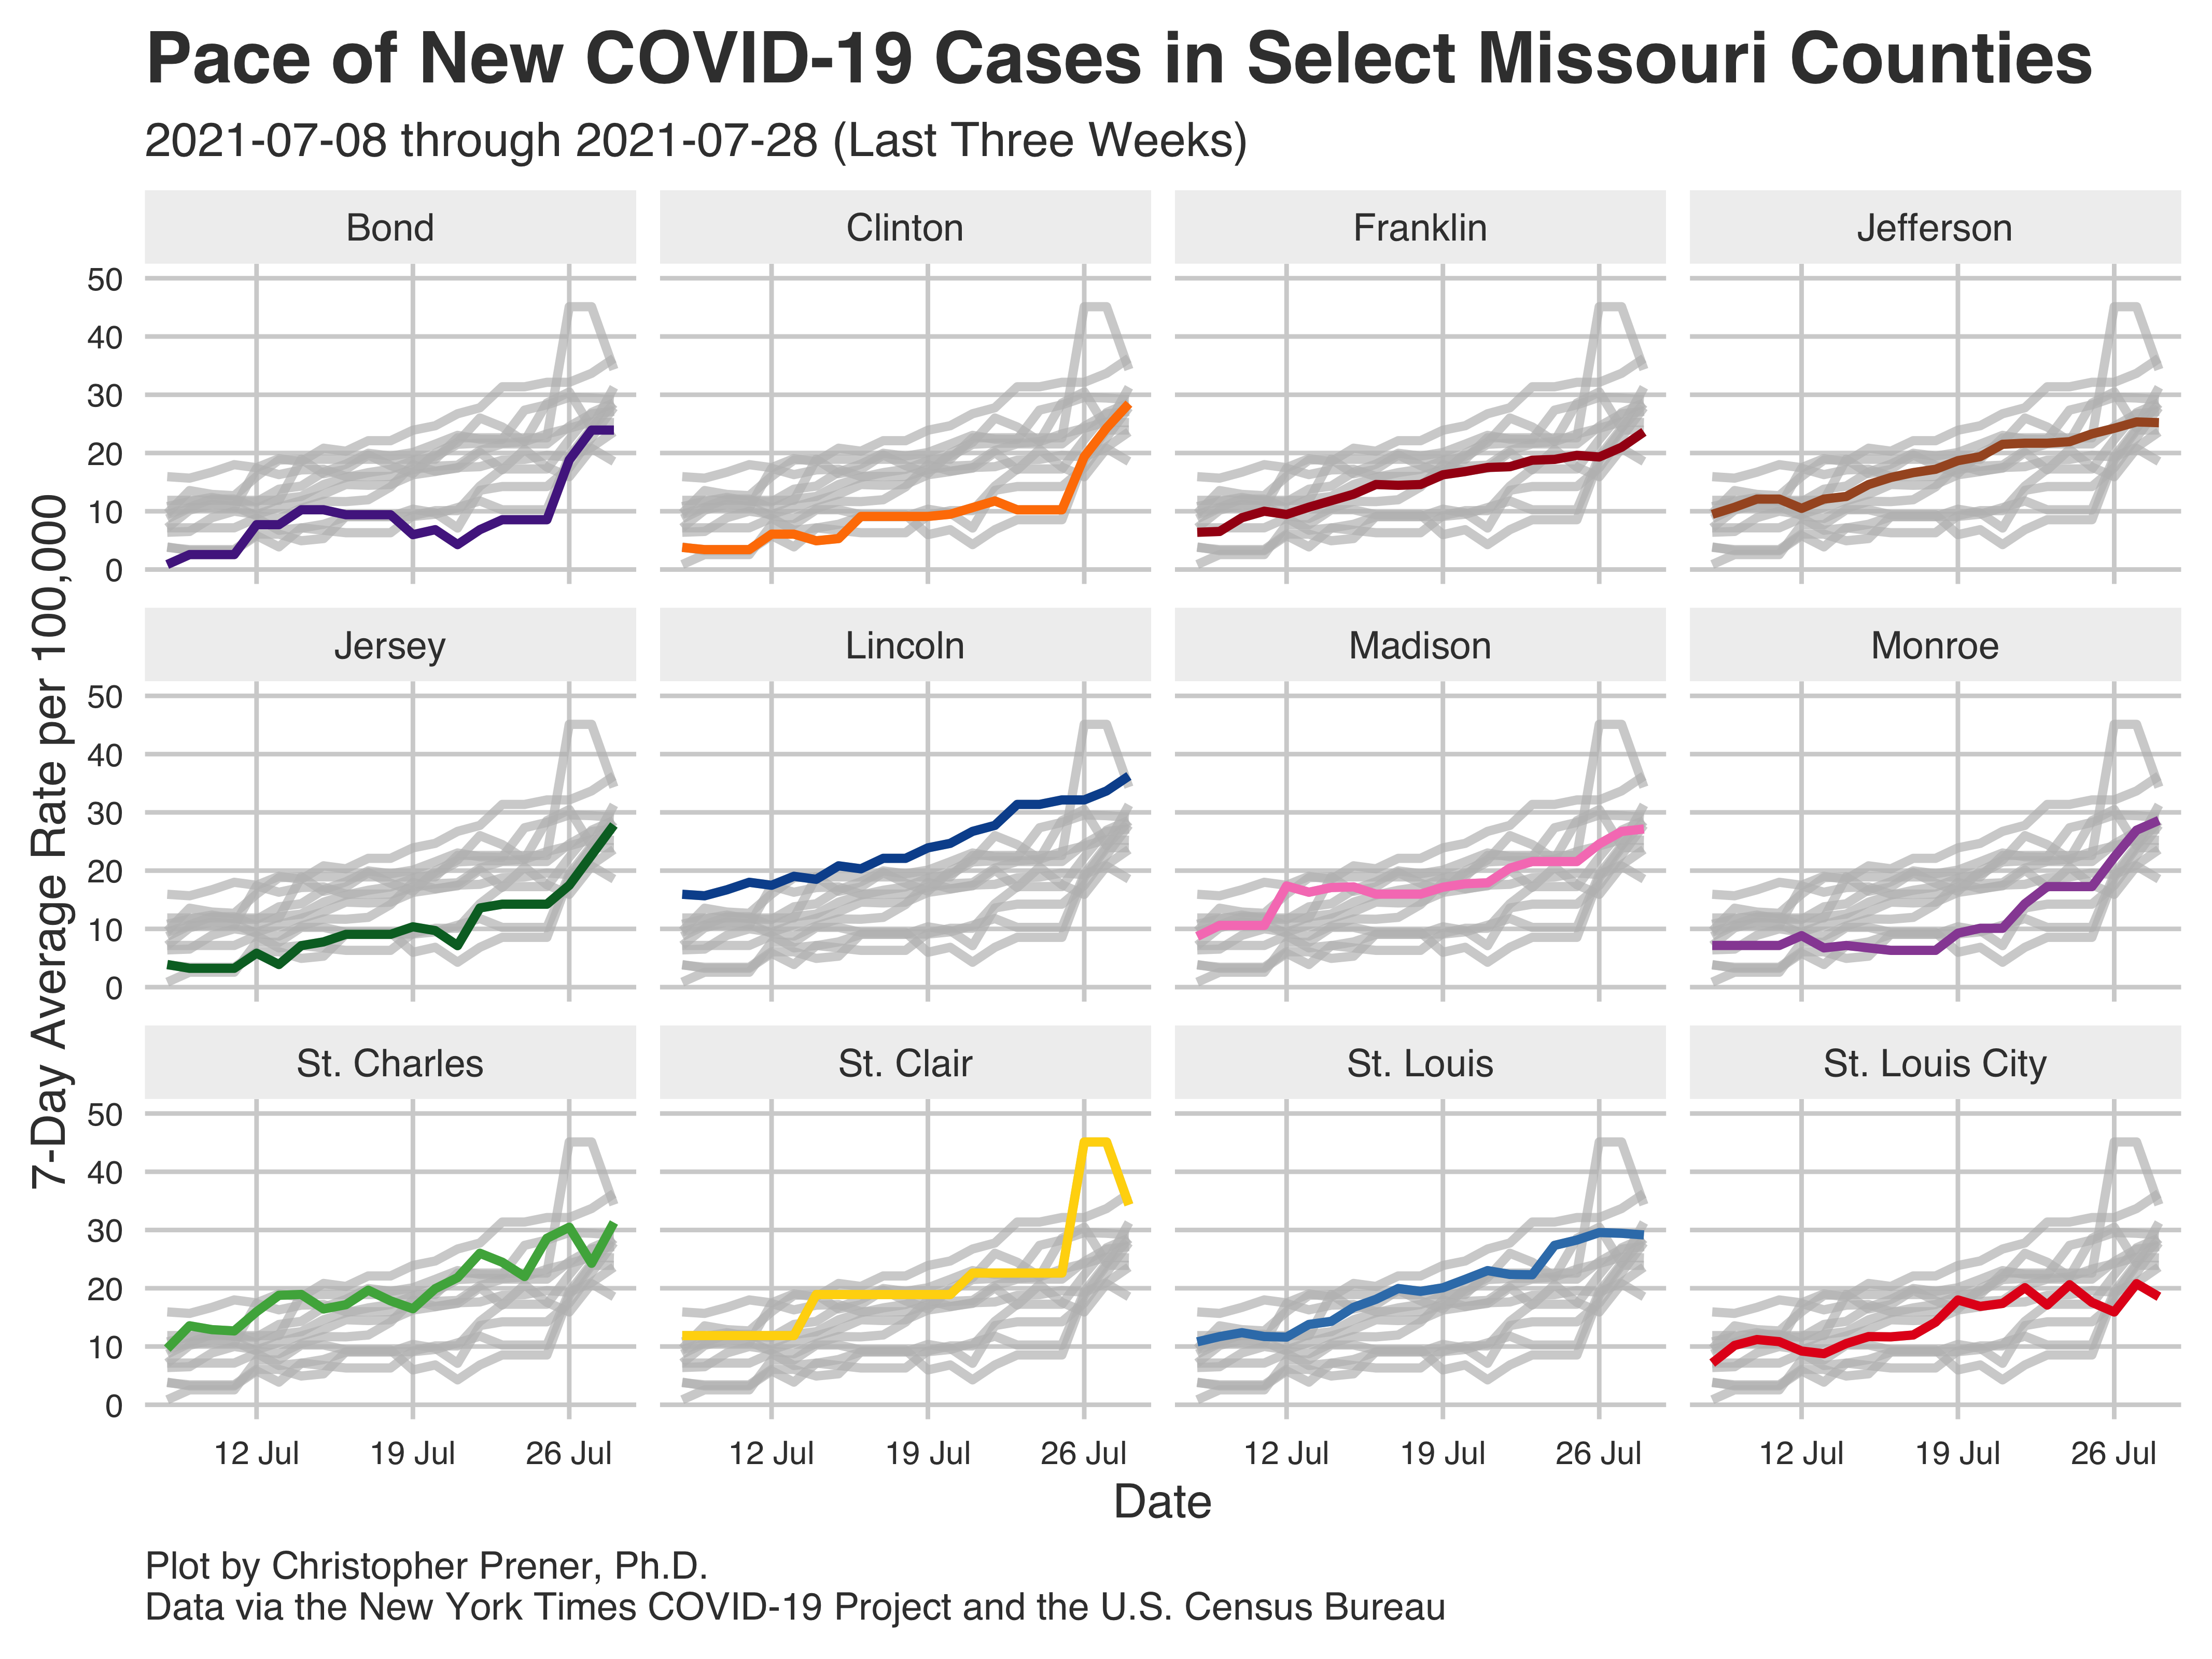 Pace of New COVID-19 Cases in Select Missouri Counties
2021-07-08 through 2021-07-28 (Last Three Weeks)
Bond
Clinton
Franklin
Jefferson
50
40
30
20
10
0
Jersey
Lincoln
Madison
Monroe
50
40
30
20
10
0
St. Charles
St. Clair
St. Louis
St. Louis City
50
40
30
20
10
0
7-Day Average Rate per 100,000
12 Jul
19 Jul
26 Jul
12 Jul
19 Jul
26 Jul
12 Jul
19 Jul
26 Jul
12 Jul
19 Jul
26 Jul
Date
Plot by Christopher Prener, Ph.D.
Data via the New York Times COVID-19 Project and the U.S. Census Bureau